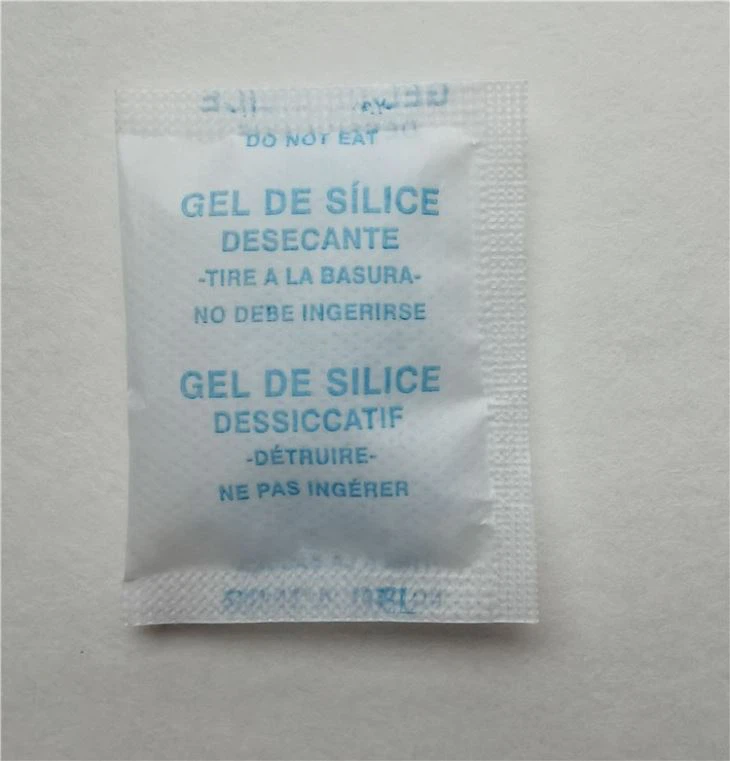 DO NOT EAT
GEL DE SÍLICE
DESECANTE
-TIRE A LA BASURA-
NO DEBE INGERIRSE
GEL DE SILICE
DESSICCATIF
-DÉTRUIRE-
NE PAS INGÉRER